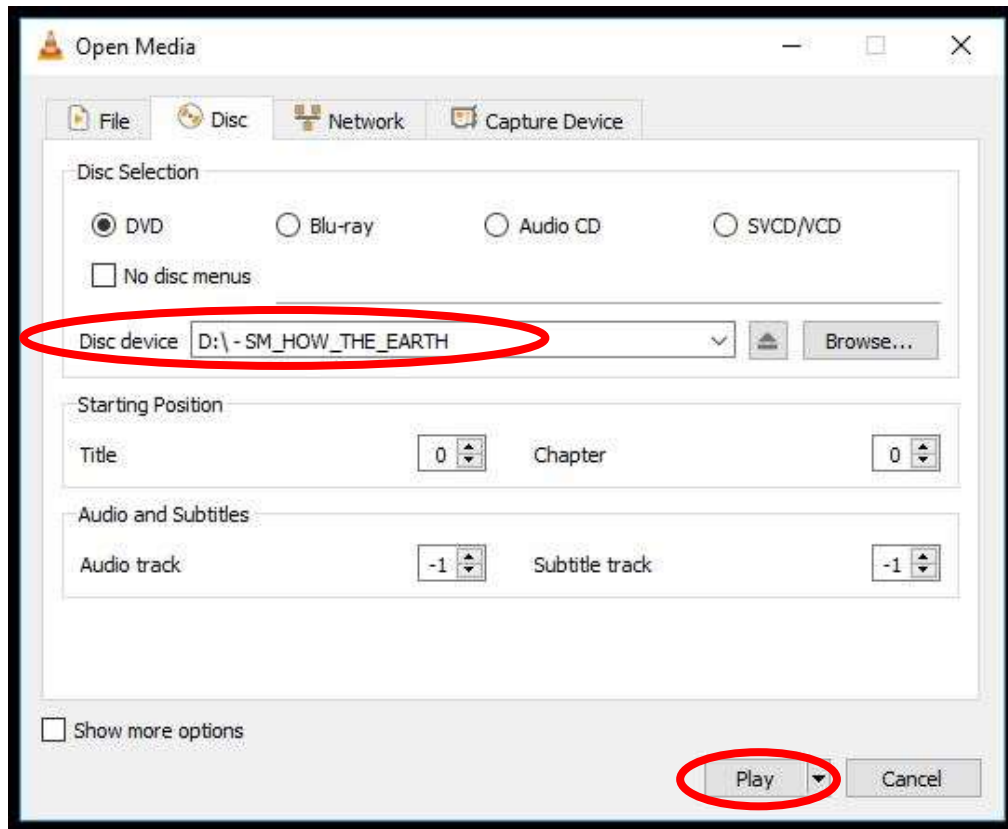 Open Media
File Disc Network Capture Device
Disc Selection
DVD Blu-ray Audio CD SVCD/VCD
No disc menus
Disc device D:\ - SM_HOW_THE_EARTH Browse...
Starting Position
Title 0 Chapter 0
Audio and Subtitles
Audio track -1 Subtitle track -1
Show more options
Play Cancel